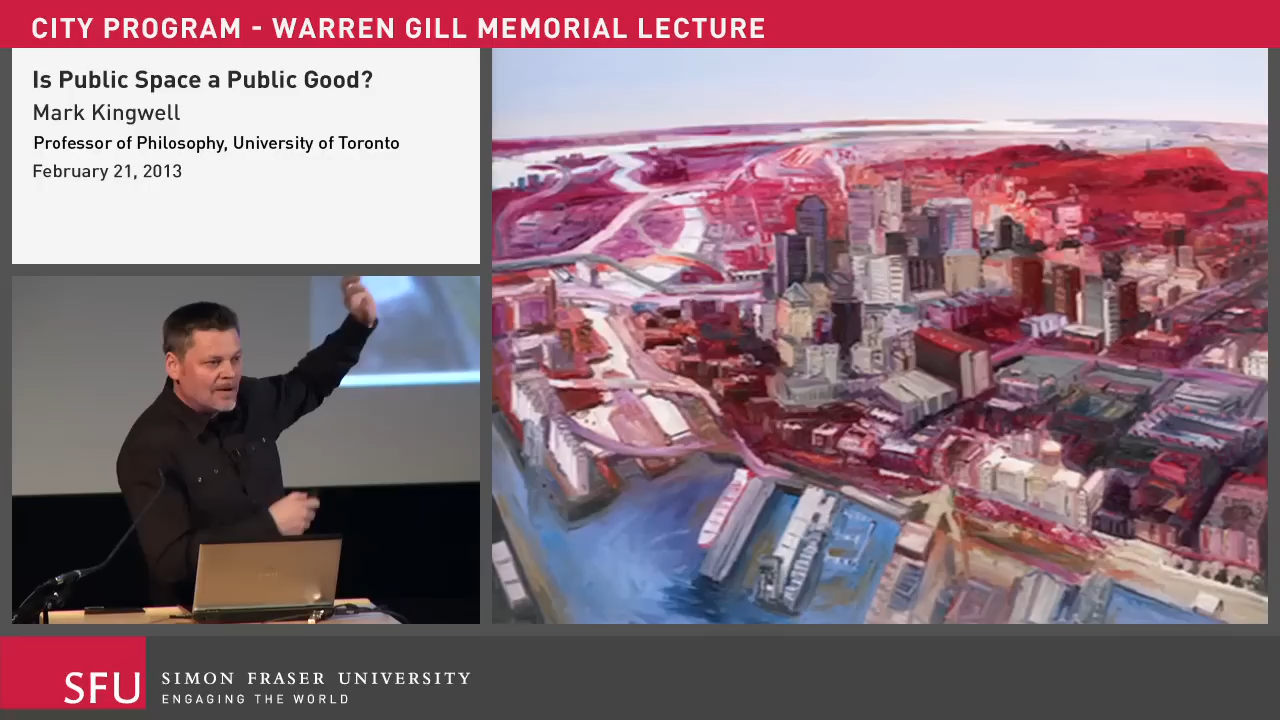 CITY PROGRAM - WARREN GILL MEMORIAL LECTURE
Is Public Space a Public Good?
Mark Kingwell
Professor of Philosophy, University of Toronto
February 21, 2013
SFU
SIMON FRASER UNIVERSITY
ENGAGING THE WORLD